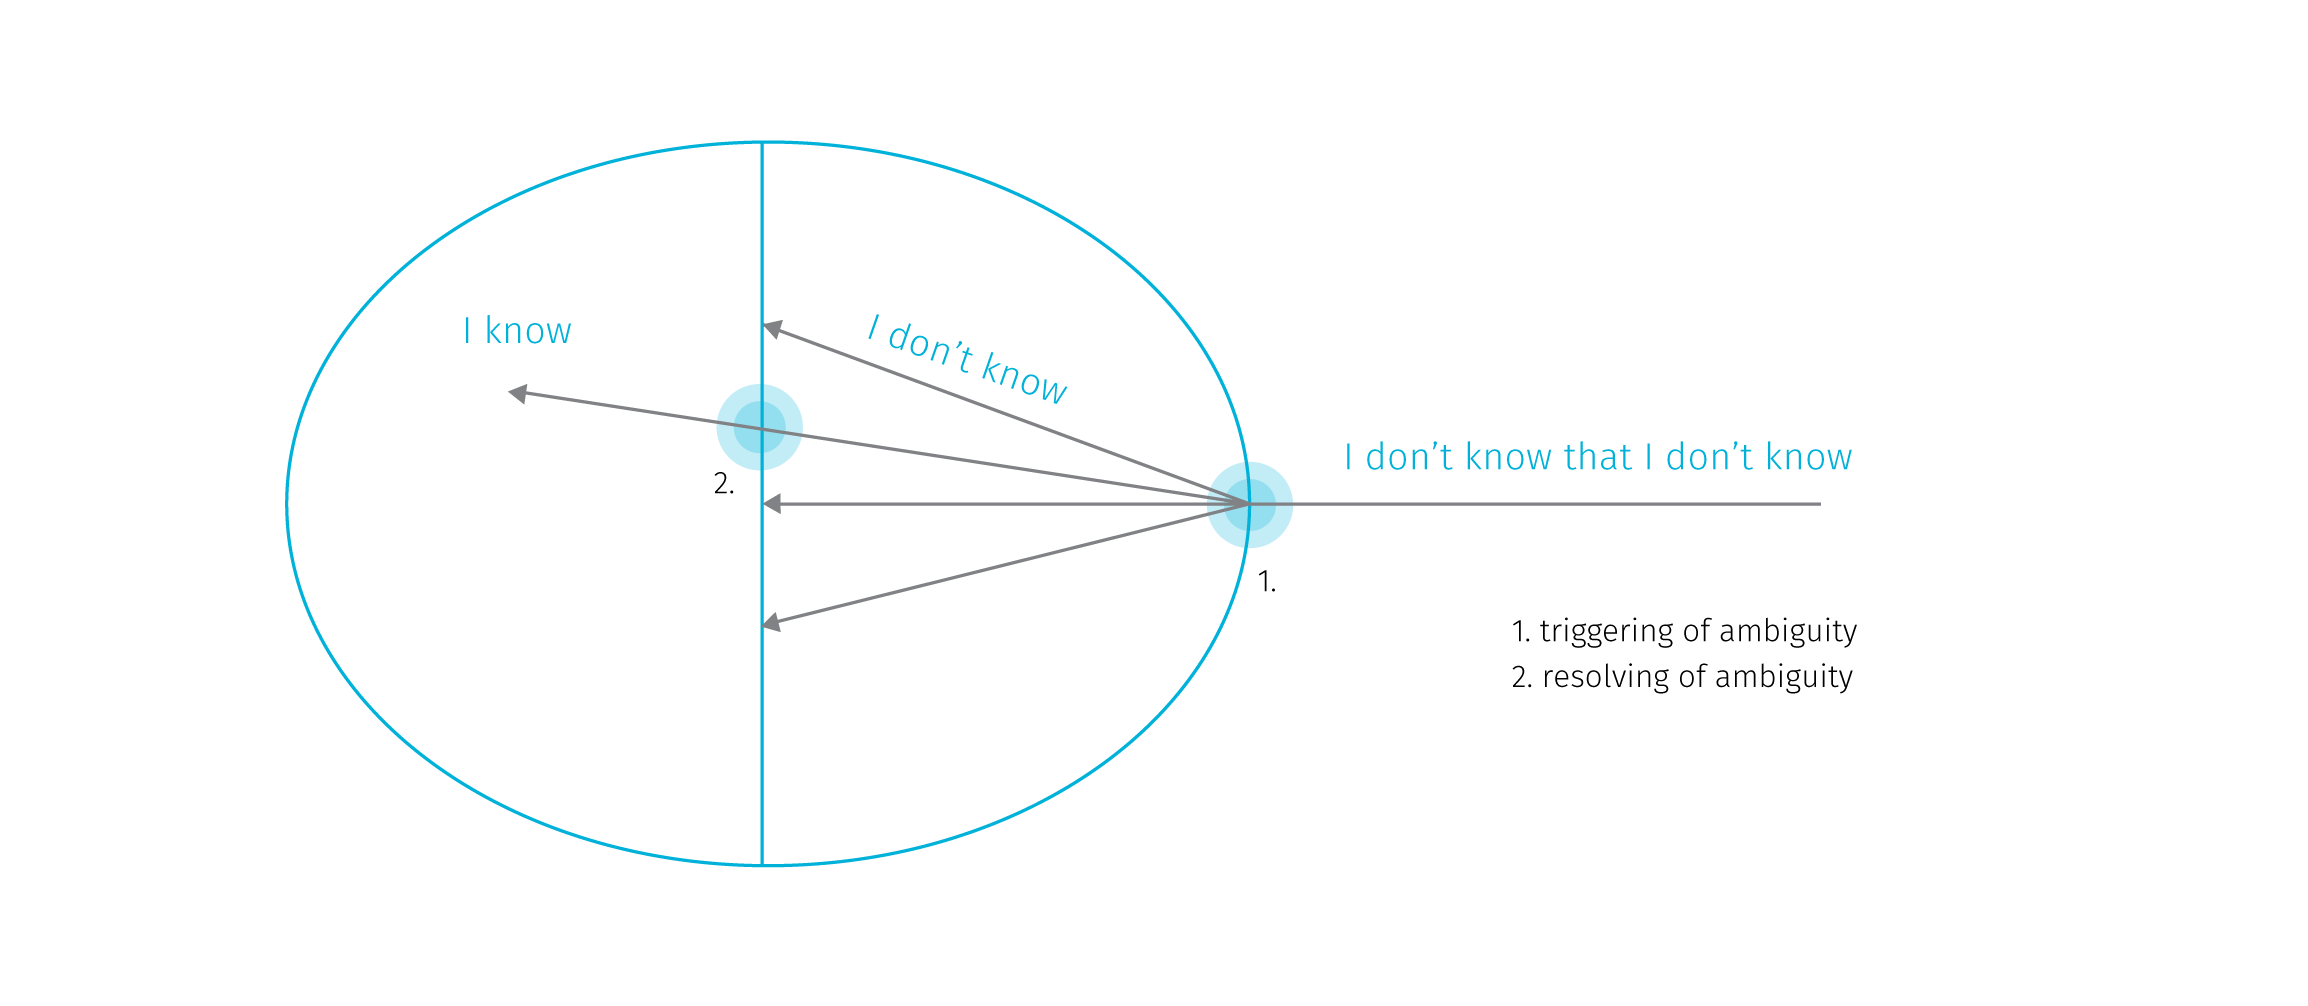 I know
I don’t know
I don’t know that I don’t know
2.
1.
1. triggering of ambiguity
2. resolving of ambiguity